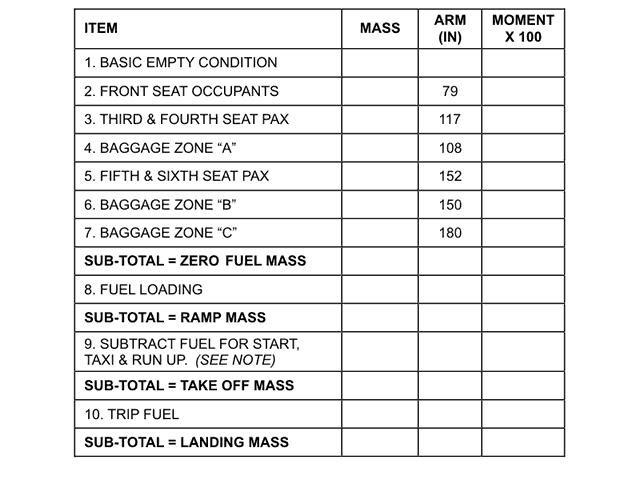 ITEM MASS ARM (IN) MOMENT X 100
1. BASIC EMPTY CONDITION
2. FRONT SEAT OCCUPANTS 79
3. THIRD & FOURTH SEAT PAX 117
4. BAGGAGE ZONE “A” 108
5. FIFTH & SIXTH SEAT PAX 152
6. BAGGAGE ZONE “B” 150
7. BAGGAGE ZONE “C” 180
SUB-TOTAL = ZERO FUEL MASS
8. FUEL LOADING
SUB-TOTAL = RAMP MASS
9. SUBTRACT FUEL FOR START,
TAXI & RUN UP. (SEE NOTE)
SUB-TOTAL = TAKE OFF MASS
10. TRIP FUEL
SUB-TOTAL = LANDING MASS